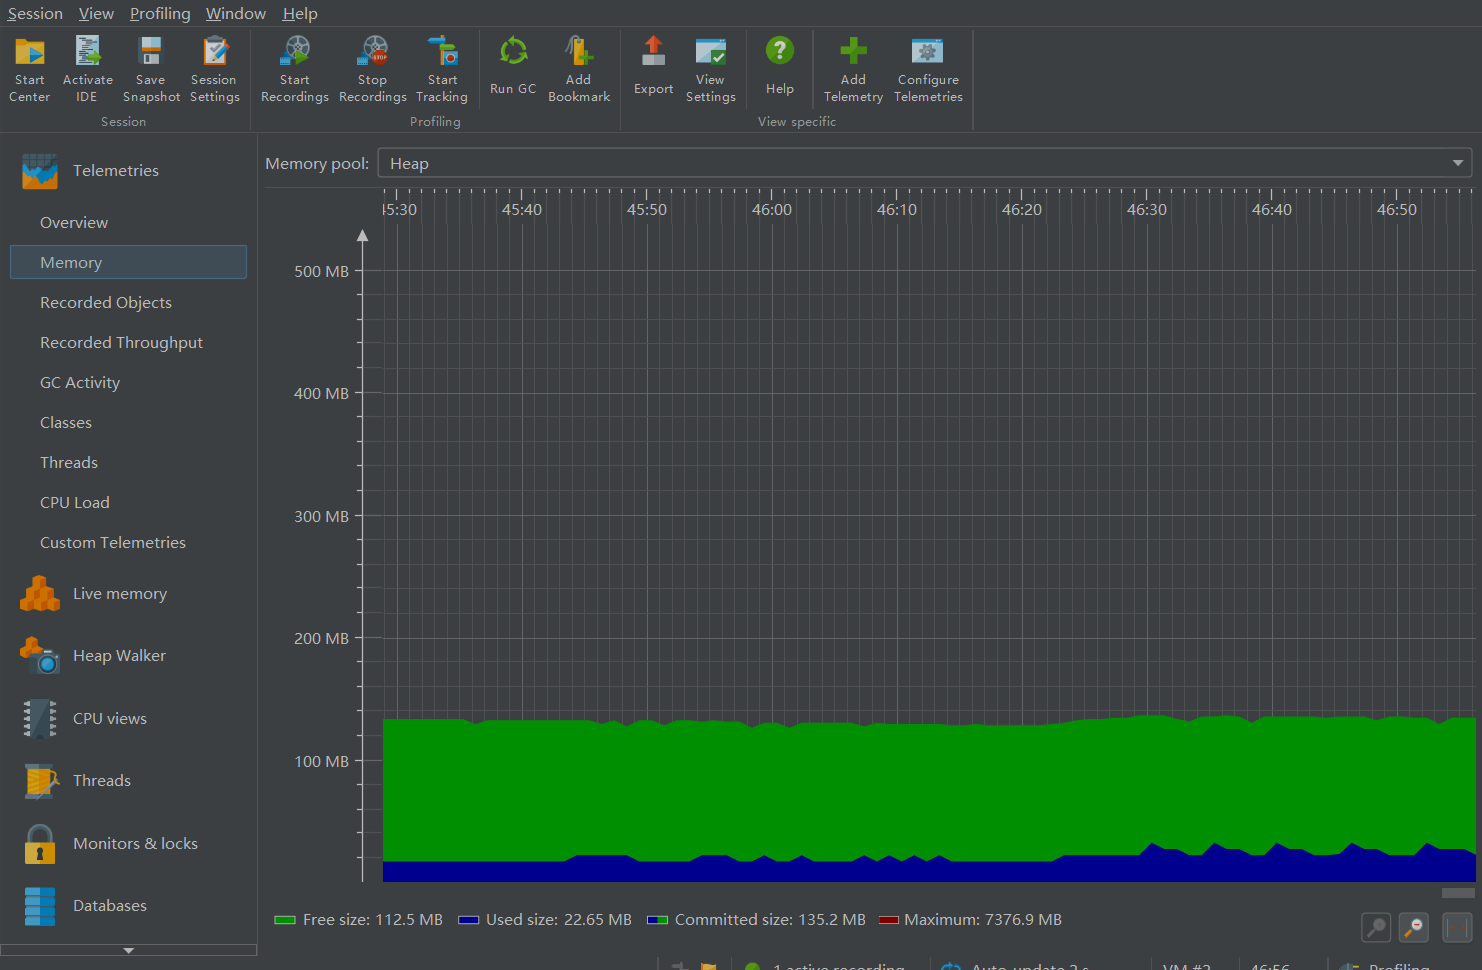 Session View Profiling Window Help
Start Center
Activate IDE
Save Snapshot
Session Settings
Start Recordings
Stop Recordings
Start Tracking
Run GC
Add Bookmark
Export
View Settings
Help
Add Telemetry
Configure Telemetries
Session
Profiling
View specific
Telemetries
Overview
Memory
Recorded Objects
Recorded Throughput
GC Activity
Classes
Threads
CPU Load
Custom Telemetries
Live memory
Heap Walker
CPU views
Threads
Monitors & locks
Databases
Memory pool: Heap
45:30 45:40 45:50 46:00 46:10 46:20 46:30 46:40 46:50
500 MB
400 MB
300 MB
200 MB
100 MB
Free size: 112.5 MB Used size: 22.65 MB Committed size: 135.2 MB Maximum: 7376.9 MB
1 active recording Auto-update 2 s VM #2 46:56 Profiling